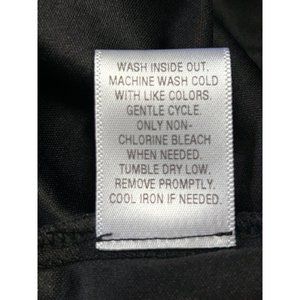 WASH INSIDE OUT.
MACHINE WASH COLD
WITH LIKE COLORS.
GENTLE CYCLE.
ONLY NON-
CHLORINE BLEACH
WHEN NEEDED.
TUMBLE DRY LOW.
REMOVE PROMPTLY.
COOL IRON IF NEEDED.